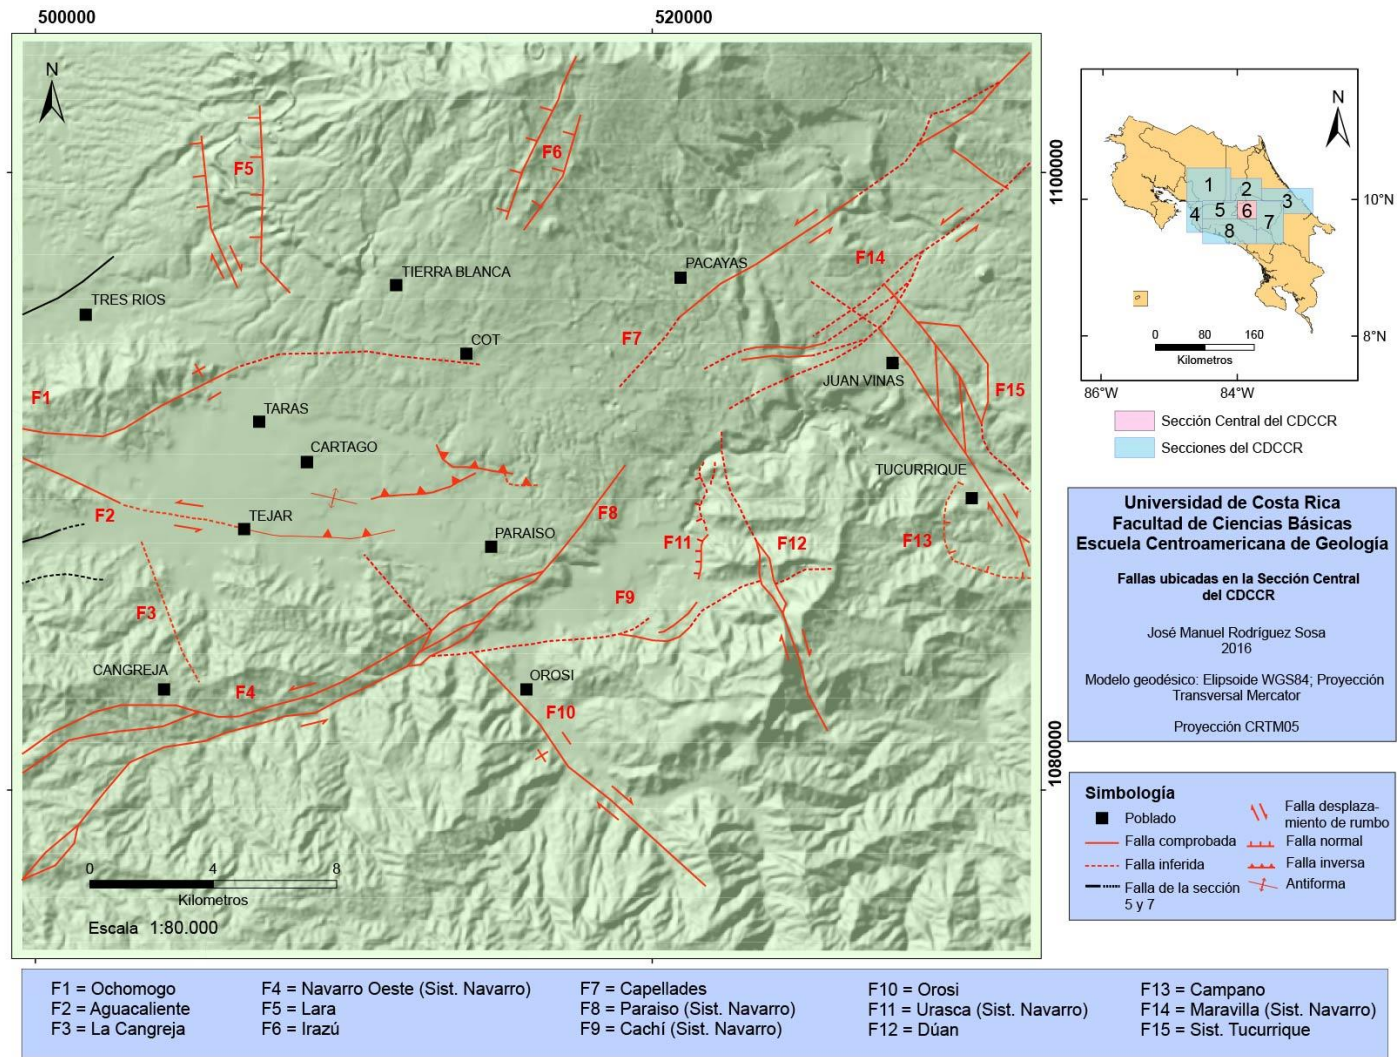 500000
520000
N
F5
F6
1100000
TRES RIOS
TIERRA BLANCA
PACAYAS
F14
COT
F7
JUAN VINAS
F15
F1
TARAS
CARTAGO
TUCURRIQUE
F2
TEJAR
F8
PARAISO
F11
F12
F13
F3
F9
CANGREJA
F4
OROSI
F10
1080000
0 4 8
Kilometros
Escala 1:80.000
N
1
2
3
4
5
6
7
8
10°N
8°N
0 80 160
Kilometros
86°W
84°W
Sección Central del CDCCR
Secciones del CDCCR
Universidad de Costa Rica
Facultad de Ciencias Básicas
Escuela Centroamericana de Geología
Fallas ubicadas en la Sección Central
del CDCCR
José Manuel Rodríguez Sosa
2016
Modelo geodésico: Elipsoide WGS84; Proyección
Transversal Mercator
Proyección CRTM05
Simbología
Poblado
Falla comprobada
Falla inferida
Falla de la sección
5 y 7
Falla desplaza-
miento de rumbo
Falla normal
Falla inversa
Antiforma
F1 = Ochomogo
F2 = Aguacaliente
F3 = La Cangreja
F4 = Navarro Oeste (Sist. Navarro)
F5 = Lara
F6 = Irazú
F7 = Capellades
F8 = Paraiso (Sist. Navarro)
F9 = Cachí (Sist. Navarro)
F10 = Orosi
F11 = Urasca (Sist. Navarro)
F12 = Dúan
F13 = Campano
F14 = Maravilla (Sist. Navarro)
F15 = Sist. Tucurrique